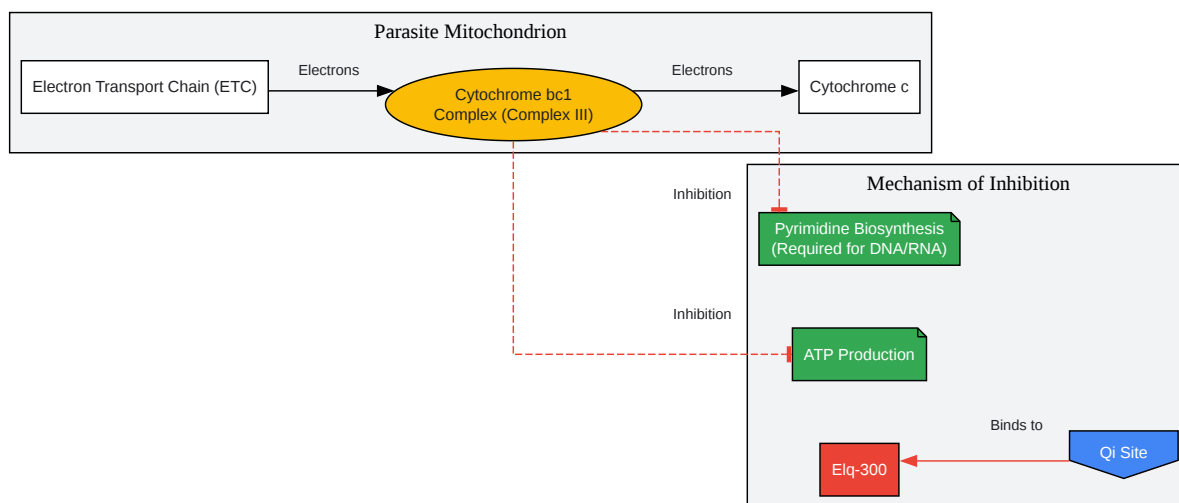 Parasite Mitochondrion
Electron Transport Chain (ETC)
Electrons
Cytochrome bc1
Complex (Complex III)
Electrons
Cytochrome c
Mechanism of Inhibition
Inhibition
Pyrimidine Biosynthesis
(Required for DNA/RNA)
Inhibition
ATP Production
Binds to
Elq-300
Qi Site